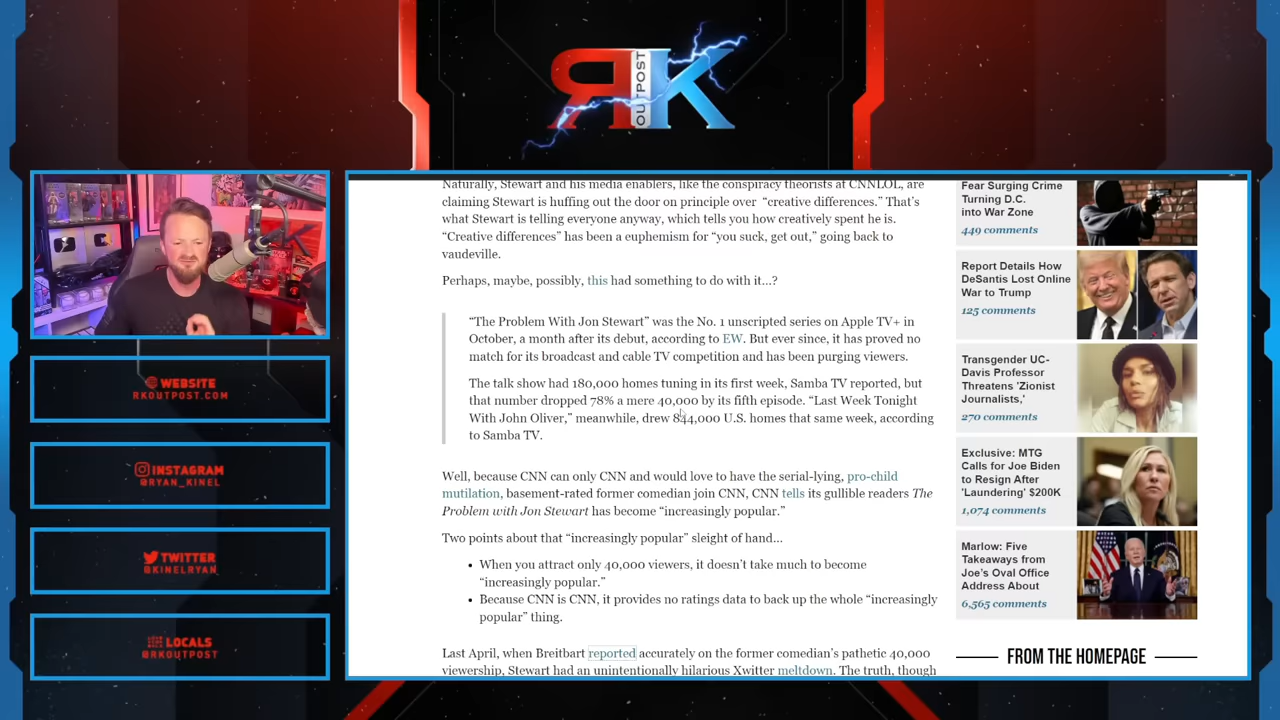 RK
OUTPOST
WEBSITE
RKOUTPOST.COM
INSTAGRAM
@RYAN_KINEL
TWITTER
@KINELRYAN
LOCALS
@RKOUTPOST
Naturally, Stewart and his media enablers, like the conspiracy theorists at CNNLOL, are
claiming Stewart is huffing out the door on principle over “creative differences.” That’s
what Stewart is telling everyone anyway, which tells you how creatively spent he is.
“Creative differences” has been a euphemism for “you suck, get out,” going back to
vaudeville.
Perhaps, maybe, possibly, this had something to do with it…?
“The Problem With Jon Stewart” was the No. 1 unscripted series on Apple TV+ in
October, a month after its debut, according to EW. But ever since, it has proved no
match for its broadcast and cable TV competition and has been purging viewers.
The talk show had 180,000 homes tuning in its first week, Samba TV reported, but
that number dropped 78% a mere 40,000 by its fifth episode. “Last Week Tonight
With John Oliver,” meanwhile, drew 844,000 U.S. homes that same week, according
to Samba TV.
Well, because CNN can only CNN and would love to have the serial-lying, pro-child
mutilation, basement-rated former comedian join CNN, CNN tells its gullible readers The
Problem with Jon Stewart has become “increasingly popular.”
Two points about that “increasingly popular” sleight of hand…
• When you attract only 40,000 viewers, it doesn’t take much to become
“increasingly popular.”
• Because CNN is CNN, it provides no ratings data to back up the whole “increasingly
popular” thing.
Last April, when Breitbart reported accurately on the former comedian’s pathetic 40,000
viewership, Stewart had an unintentionally hilarious Xwitter meltdown. The truth, though
Fear Surging Crime
Turning D.C.
into War Zone
449 comments
Report Details How
DeSantis Lost Online
War to Trump
125 comments
Transgender UC-
Davis Professor
Threatens 'Zionist
Journalists,'
270 comments
Exclusive: MTG
Calls for Joe Biden
to Resign After
'Laundering' $200K
1,074 comments
Marlow: Five
Takeaways from
Joe's Oval Office
Address About
6,565 comments
FROM THE HOMEPAGE